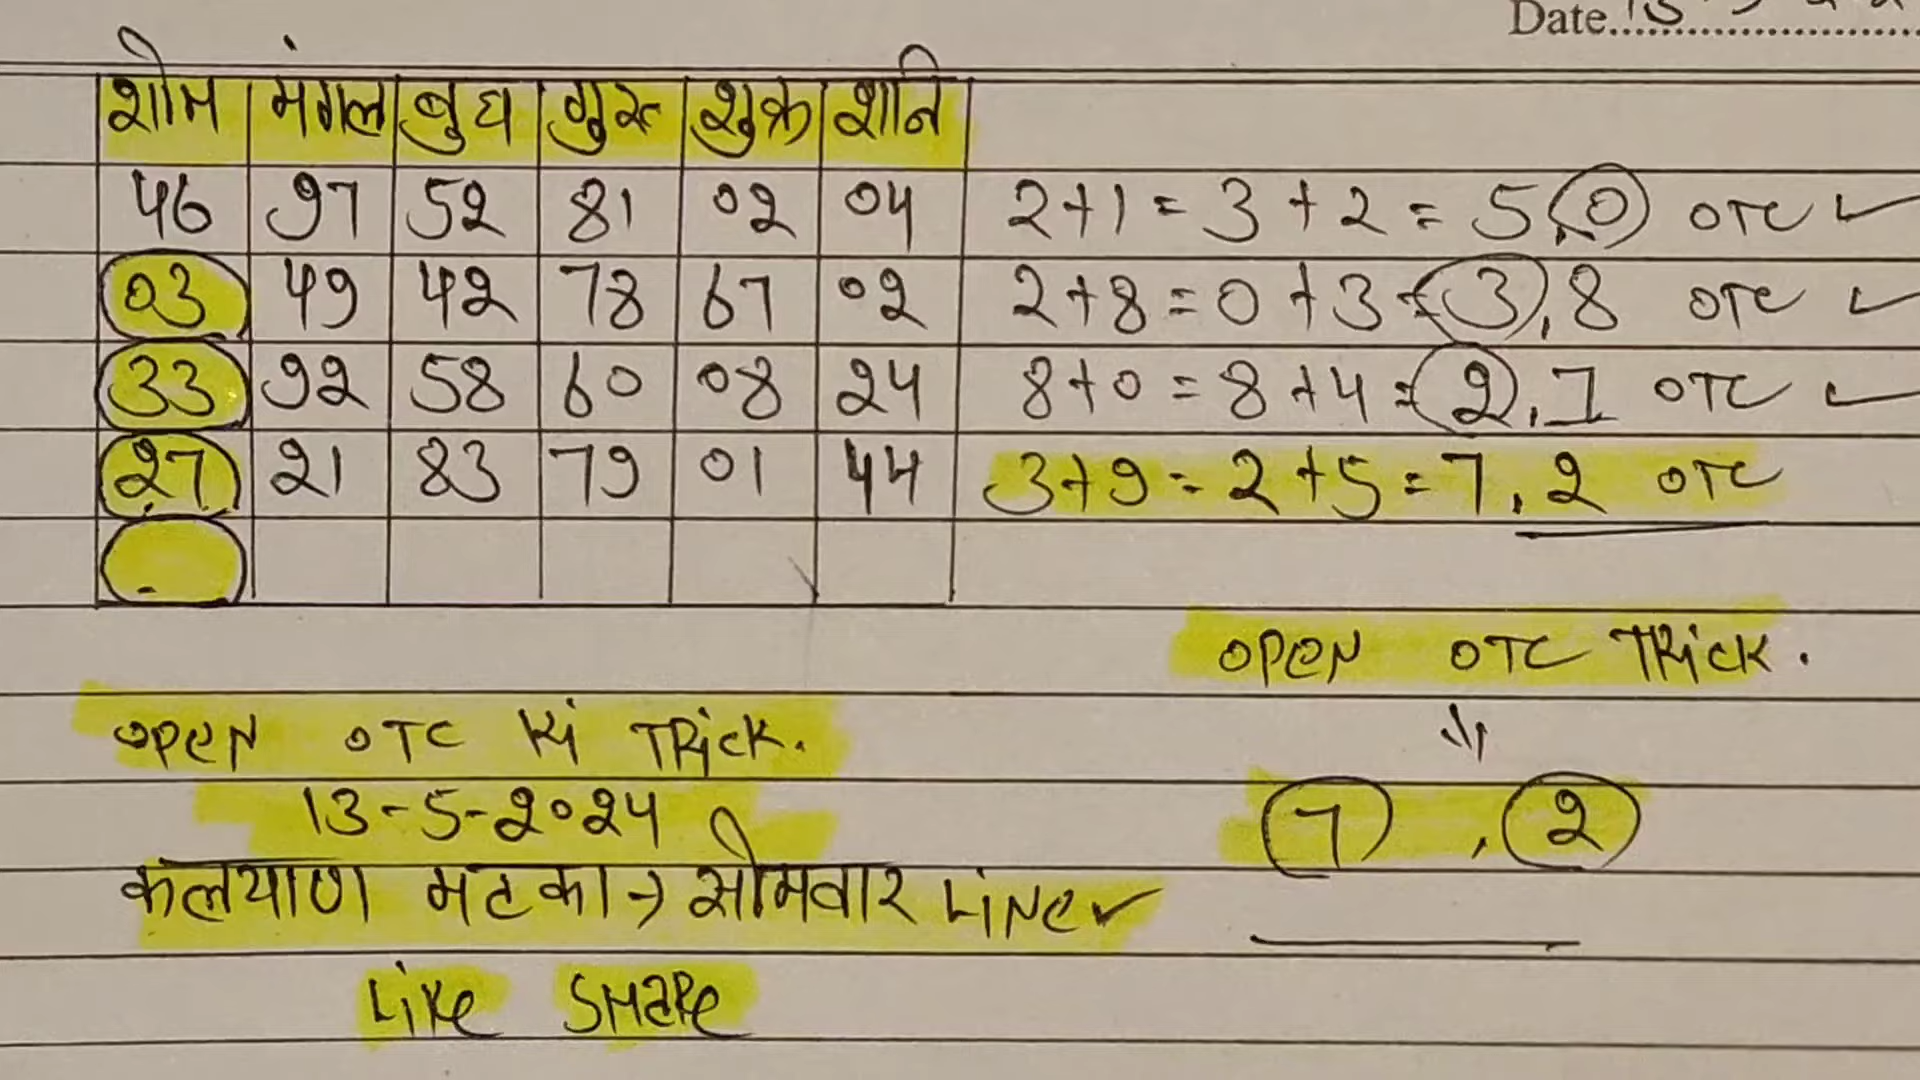 Date
शोम मंगल बुध गुरु शुक्र शनि
46 97 52 81 02 04 2+1=3+2=5,0 OTC ✓
03 49 42 78 67 02 2+8=0+3=3,8 OTC ✓
33 92 58 60 08 24 8+0=8+4=2,1 OTC ✓
27 21 83 79 01 44 3+9=2+5=7,2 OTC
OPEN OTC TRICK.
OPEN OTC Ki TRicK.
13-5-2024
7, 2
कलयाण मटका → सोमवार LiNe ✓
Like SHaRe